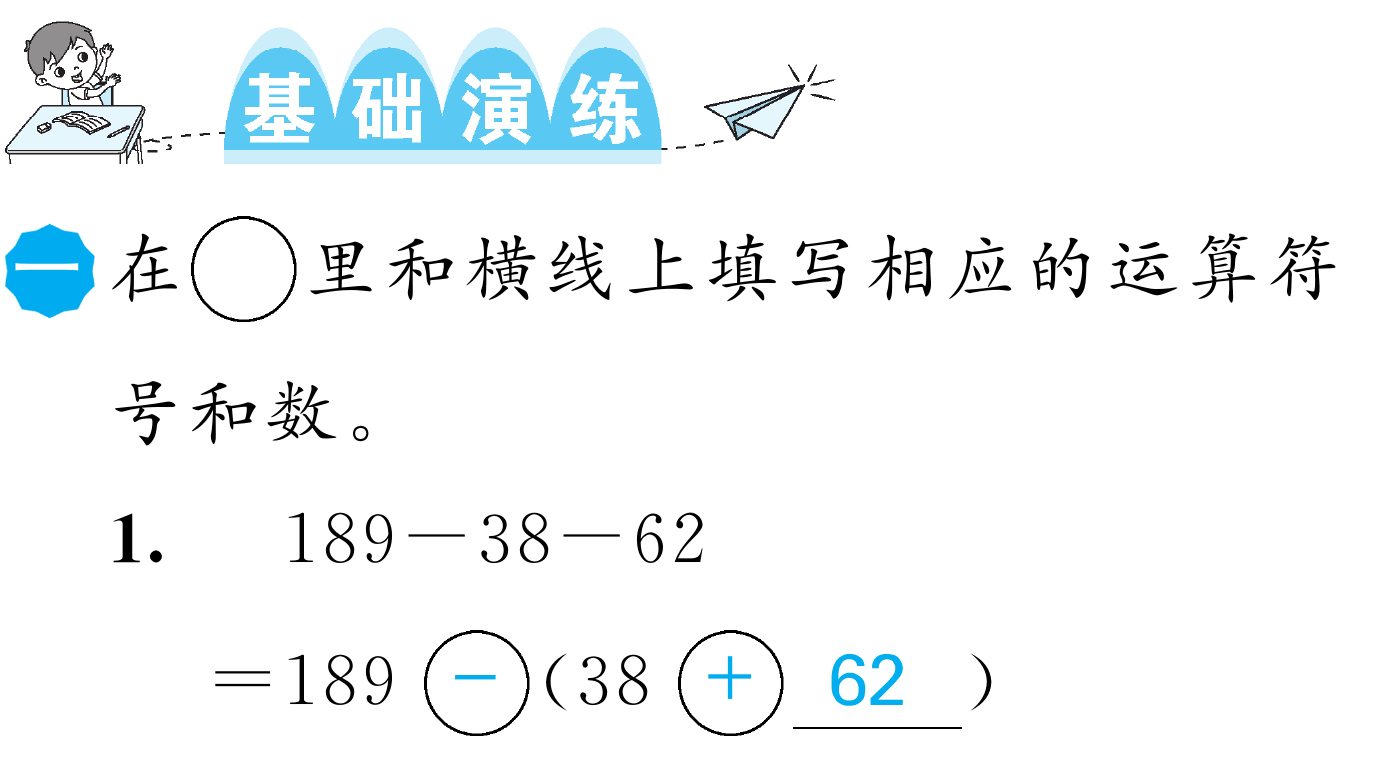 基础演练
一 在○里和横线上填写相应的运算符
号和数。
1. 189－38－62
＝189 － (38 ＋ 62 )